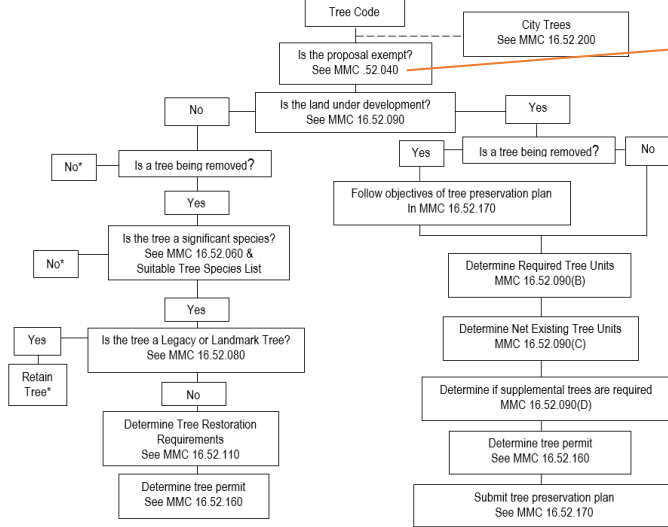 Tree Code
City Trees
See MMC 16.52.200
Is the proposal exempt?
See MMC .52.040
Is the land under development?
See MMC 16.52.090
No
Yes
No*
Is a tree being removed?
Yes
Is a tree being removed?
No
Yes
Follow objectives of tree preservation plan
In MMC 16.52.170
Is the tree a significant species?
See MMC 16.52.060 &
Suitable Tree Species List
No*
Determine Required Tree Units
MMC 16.52.090(B)
Yes
Yes
Is the tree a Legacy or Landmark Tree?
See MMC 16.52.080
Determine Net Existing Tree Units
MMC 16.52.090(C)
Retain
Tree*
No
Determine if supplemental trees are required
MMC 16.52.090(D)
Determine Tree Restoration
Requirements
See MMC 16.52.110
Determine tree permit
See MMC 16.52.160
Determine tree permit
See MMC 16.52.160
Submit tree preservation plan
See MMC 16.52.170